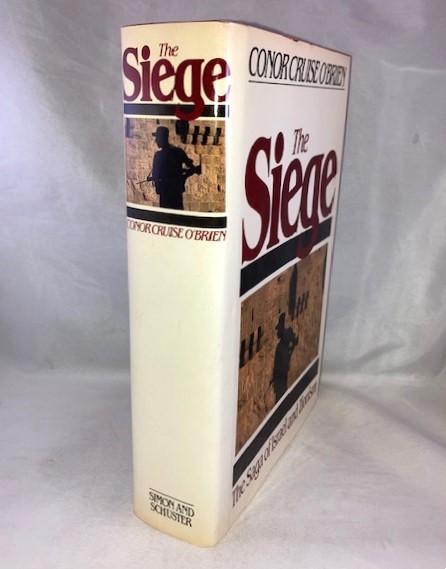 The
Siege
CONOR CRUISE O'BRIEN
SIMON AND
SCHUSTER
CONOR CRUISE O'BRIEN
The
Siege
The Saga of Israel and Zionism